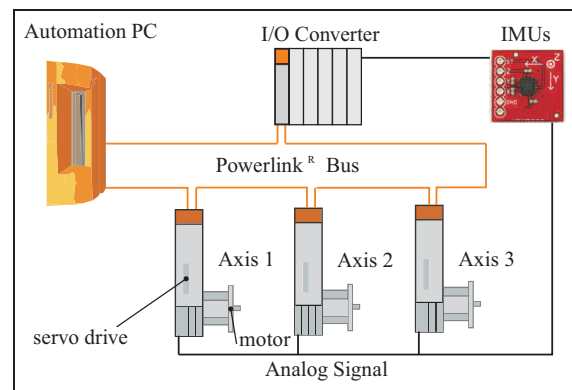 Automation PC
I/O Converter
IMUs
X
Z
Y
Powerlink R Bus
Axis 1
Axis 2
Axis 3
servo drive
motor
Analog Signal